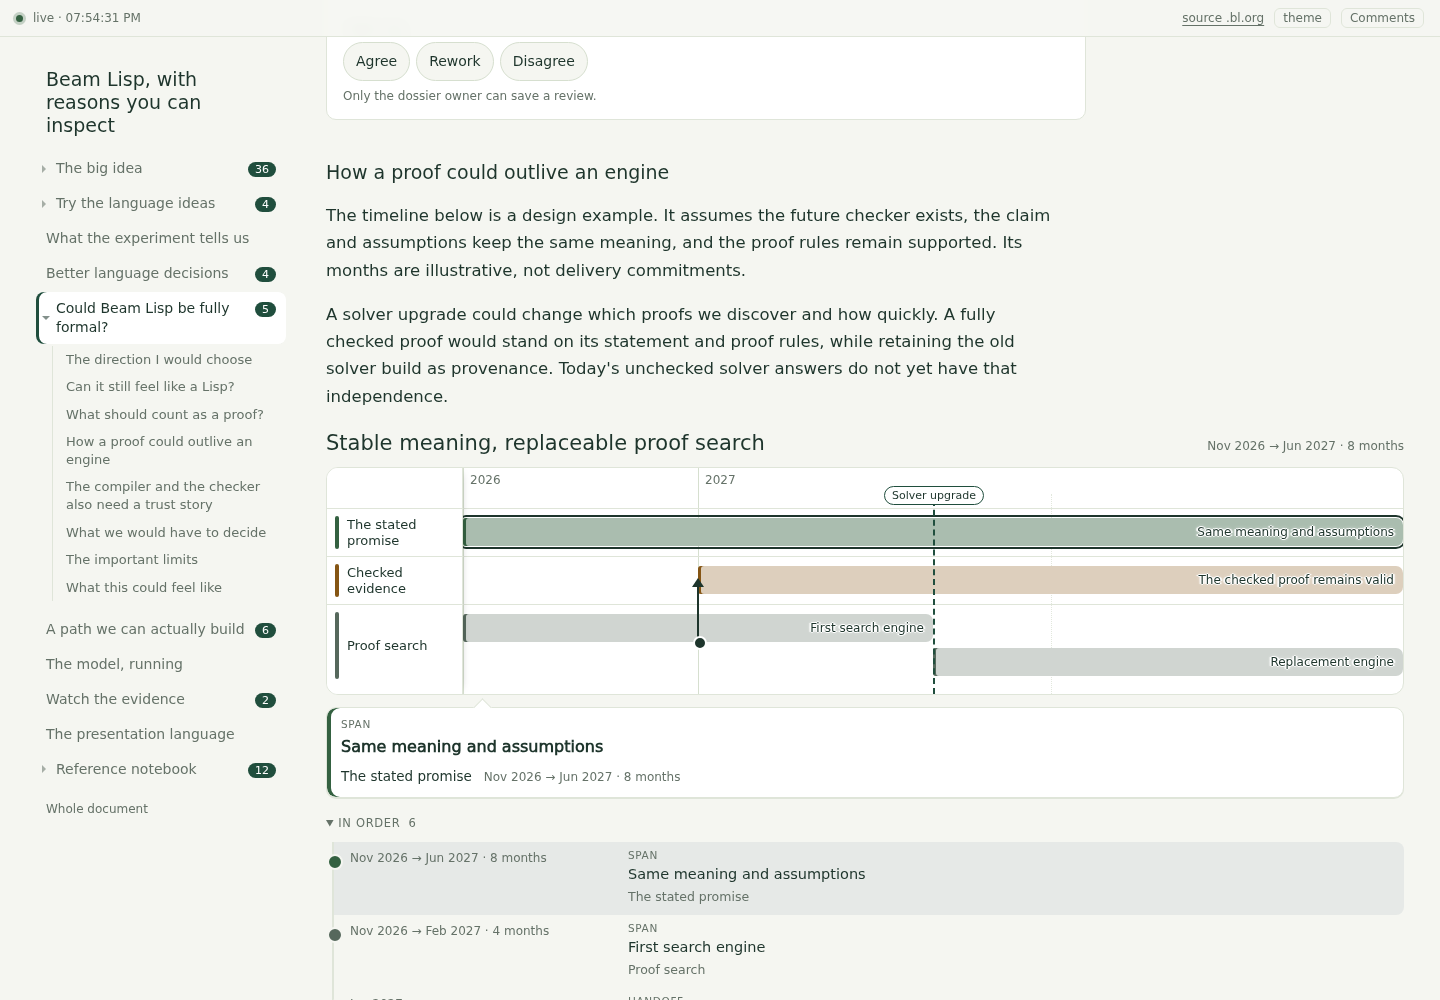 live · 07:54:31 PM
source .bl.org
theme
Comments
Beam Lisp, with
reasons you can
inspect
The big idea
36
Try the language ideas
4
What the experiment tells us
Better language decisions
4
Could Beam Lisp be fully
formal?
5
The direction I would choose
Can it still feel like a Lisp?
What should count as a proof?
How a proof could outlive an
engine
The compiler and the checker
also need a trust story
What we would have to decide
The important limits
What this could feel like
A path we can actually build
6
The model, running
Watch the evidence
2
The presentation language
Reference notebook
12
Whole document
Agree
Rework
Disagree
Only the dossier owner can save a review.
How a proof could outlive an engine
The timeline below is a design example. It assumes the future checker exists, the claim
and assumptions keep the same meaning, and the proof rules remain supported. Its
months are illustrative, not delivery commitments.
A solver upgrade could change which proofs we discover and how quickly. A fully
checked proof would stand on its statement and proof rules, while retaining the old
solver build as provenance. Today's unchecked solver answers do not yet have that
independence.
Stable meaning, replaceable proof search
Nov 2026 → Jun 2027 · 8 months
2026
2027
Solver upgrade
The stated
promise
Same meaning and assumptions
Checked
evidence
The checked proof remains valid
Proof search
First search engine
Replacement engine
SPAN
Same meaning and assumptions
The stated promise
Nov 2026 → Jun 2027 · 8 months
IN ORDER 6
Nov 2026 → Jun 2027 · 8 months
SPAN
Same meaning and assumptions
The stated promise
Nov 2026 → Feb 2027 · 4 months
SPAN
First search engine
Proof search